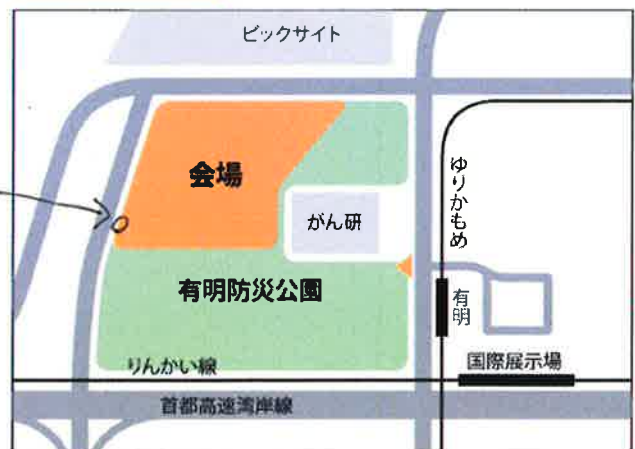 ビックサイト
会場
がん研
ゆりかもめ
有明防災公園
有明
りんかい線
国際展示場
首都高速湾岸線